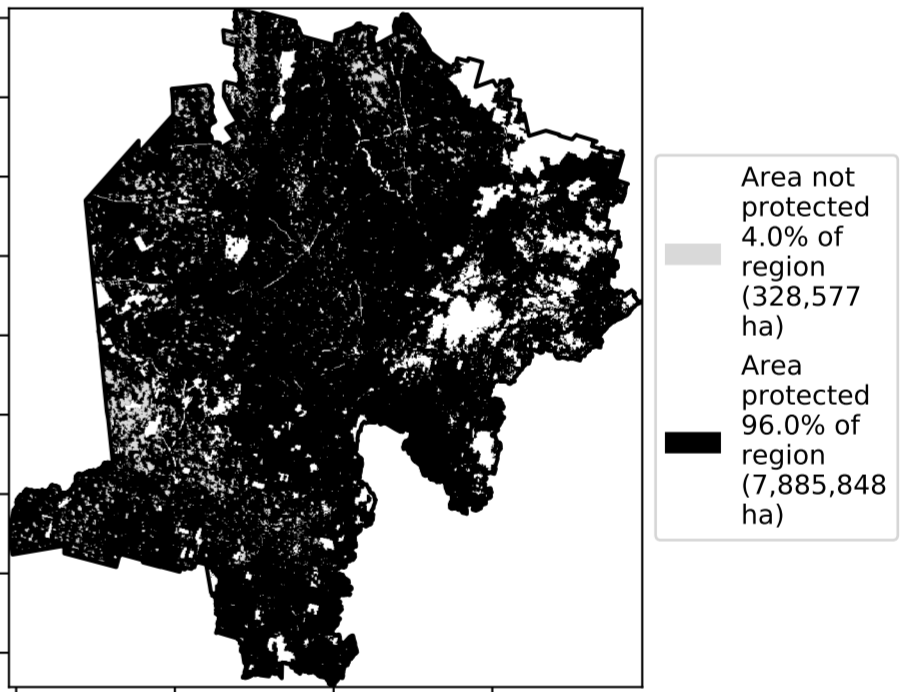 Area not
protected
4.0% of
region
(328,577
ha)
Area
protected
96.0% of
region
(7,885,848
ha)